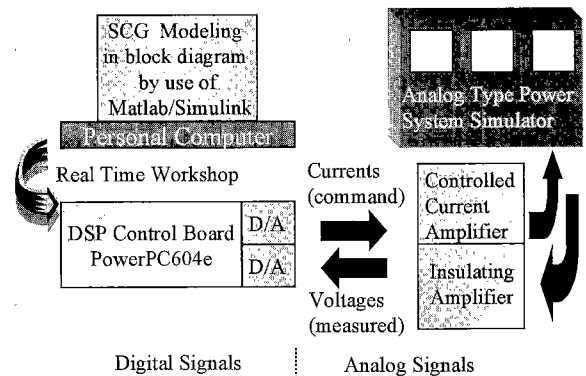 SCG Modeling
in block diagram
by use of
Matlab/Simulink
Personal Computer
Real Time Workshop
DSP Control Board
PowerPC604e
D/A
D/A
Currents
(command)
Voltages
(measured)
Analog Type Power
System Simulator
Controlled
Current
Amplifier
Insulating
Amplifier
Digital Signals
Analog Signals